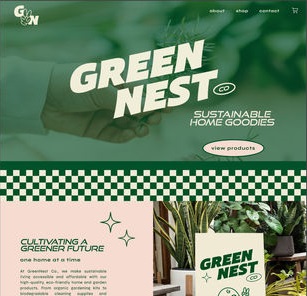 GN
about shop contact
GREEN
NEST CO
SUSTAINABLE
HOME GOODIES
view products
CULTIVATING A
GREENER FUTURE
one home at a time
At GreenNest Co., we make sustainable
living accessible and affordable with our
high-quality, eco-friendly home and garden
products. From organic gardening kits to
biodegradable cleaning supplies and
GREEN
NEST CO